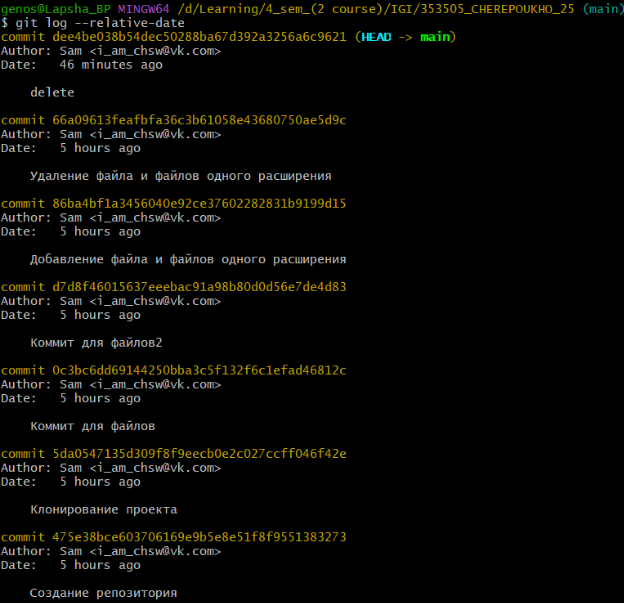 genos@Lapsha_BP MINGW64 /d/Learning/4_sem_(2 course)/IGI/353505_CHEREPOUKHO_25 (main)
$ git log --relative-date
commit dee4be038b54dec50288ba67d392a3256a6c9621 (HEAD -> main)
Author: Sam <i_am_chsw@vk.com>
Date:   46 minutes ago
delete
commit 66a09613feafbfa36c3b61058e43680750ae5d9c
Author: Sam <i_am_chsw@vk.com>
Date:   5 hours ago
Удаление файла и файлов одного расширения
commit 86ba4bf1a3456040e92ce37602282831b9199d15
Author: Sam <i_am_chsw@vk.com>
Date:   5 hours ago
Добавление файла и файлов одного расширения
commit d7d8f46015637eeebac91a98b80d0d56e7de4d83
Author: Sam <i_am_chsw@vk.com>
Date:   5 hours ago
Коммит для файлов2
commit 0c3bc6dd69144250bba3c5f132f6c1efad46812c
Author: Sam <i_am_chsw@vk.com>
Date:   5 hours ago
Коммит для файлов
commit 5da0547135d309f8f9eecb0e2c027ccff046f42e
Author: Sam <i_am_chsw@vk.com>
Date:   5 hours ago
Клонирование проекта
commit 475e38bce603706169e9b5e8e51f8f9551383273
Author: Sam <i_am_chsw@vk.com>
Date:   5 hours ago
Создание репозитория